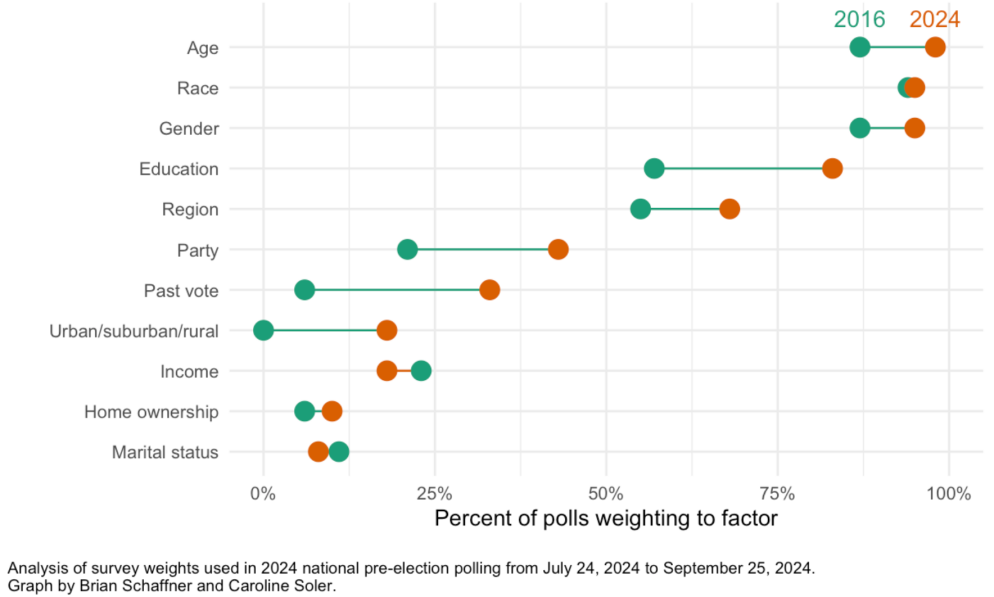 2016 2024
Age
Race
Gender
Education
Region
Party
Past vote
Urban/suburban/rural
Income
Home ownership
Marital status
0% 25% 50% 75% 100%
Percent of polls weighting to factor
Analysis of survey weights used in 2024 national pre-election polling from July 24, 2024 to September 25, 2024.
Graph by Brian Schaffner and Caroline Soler.